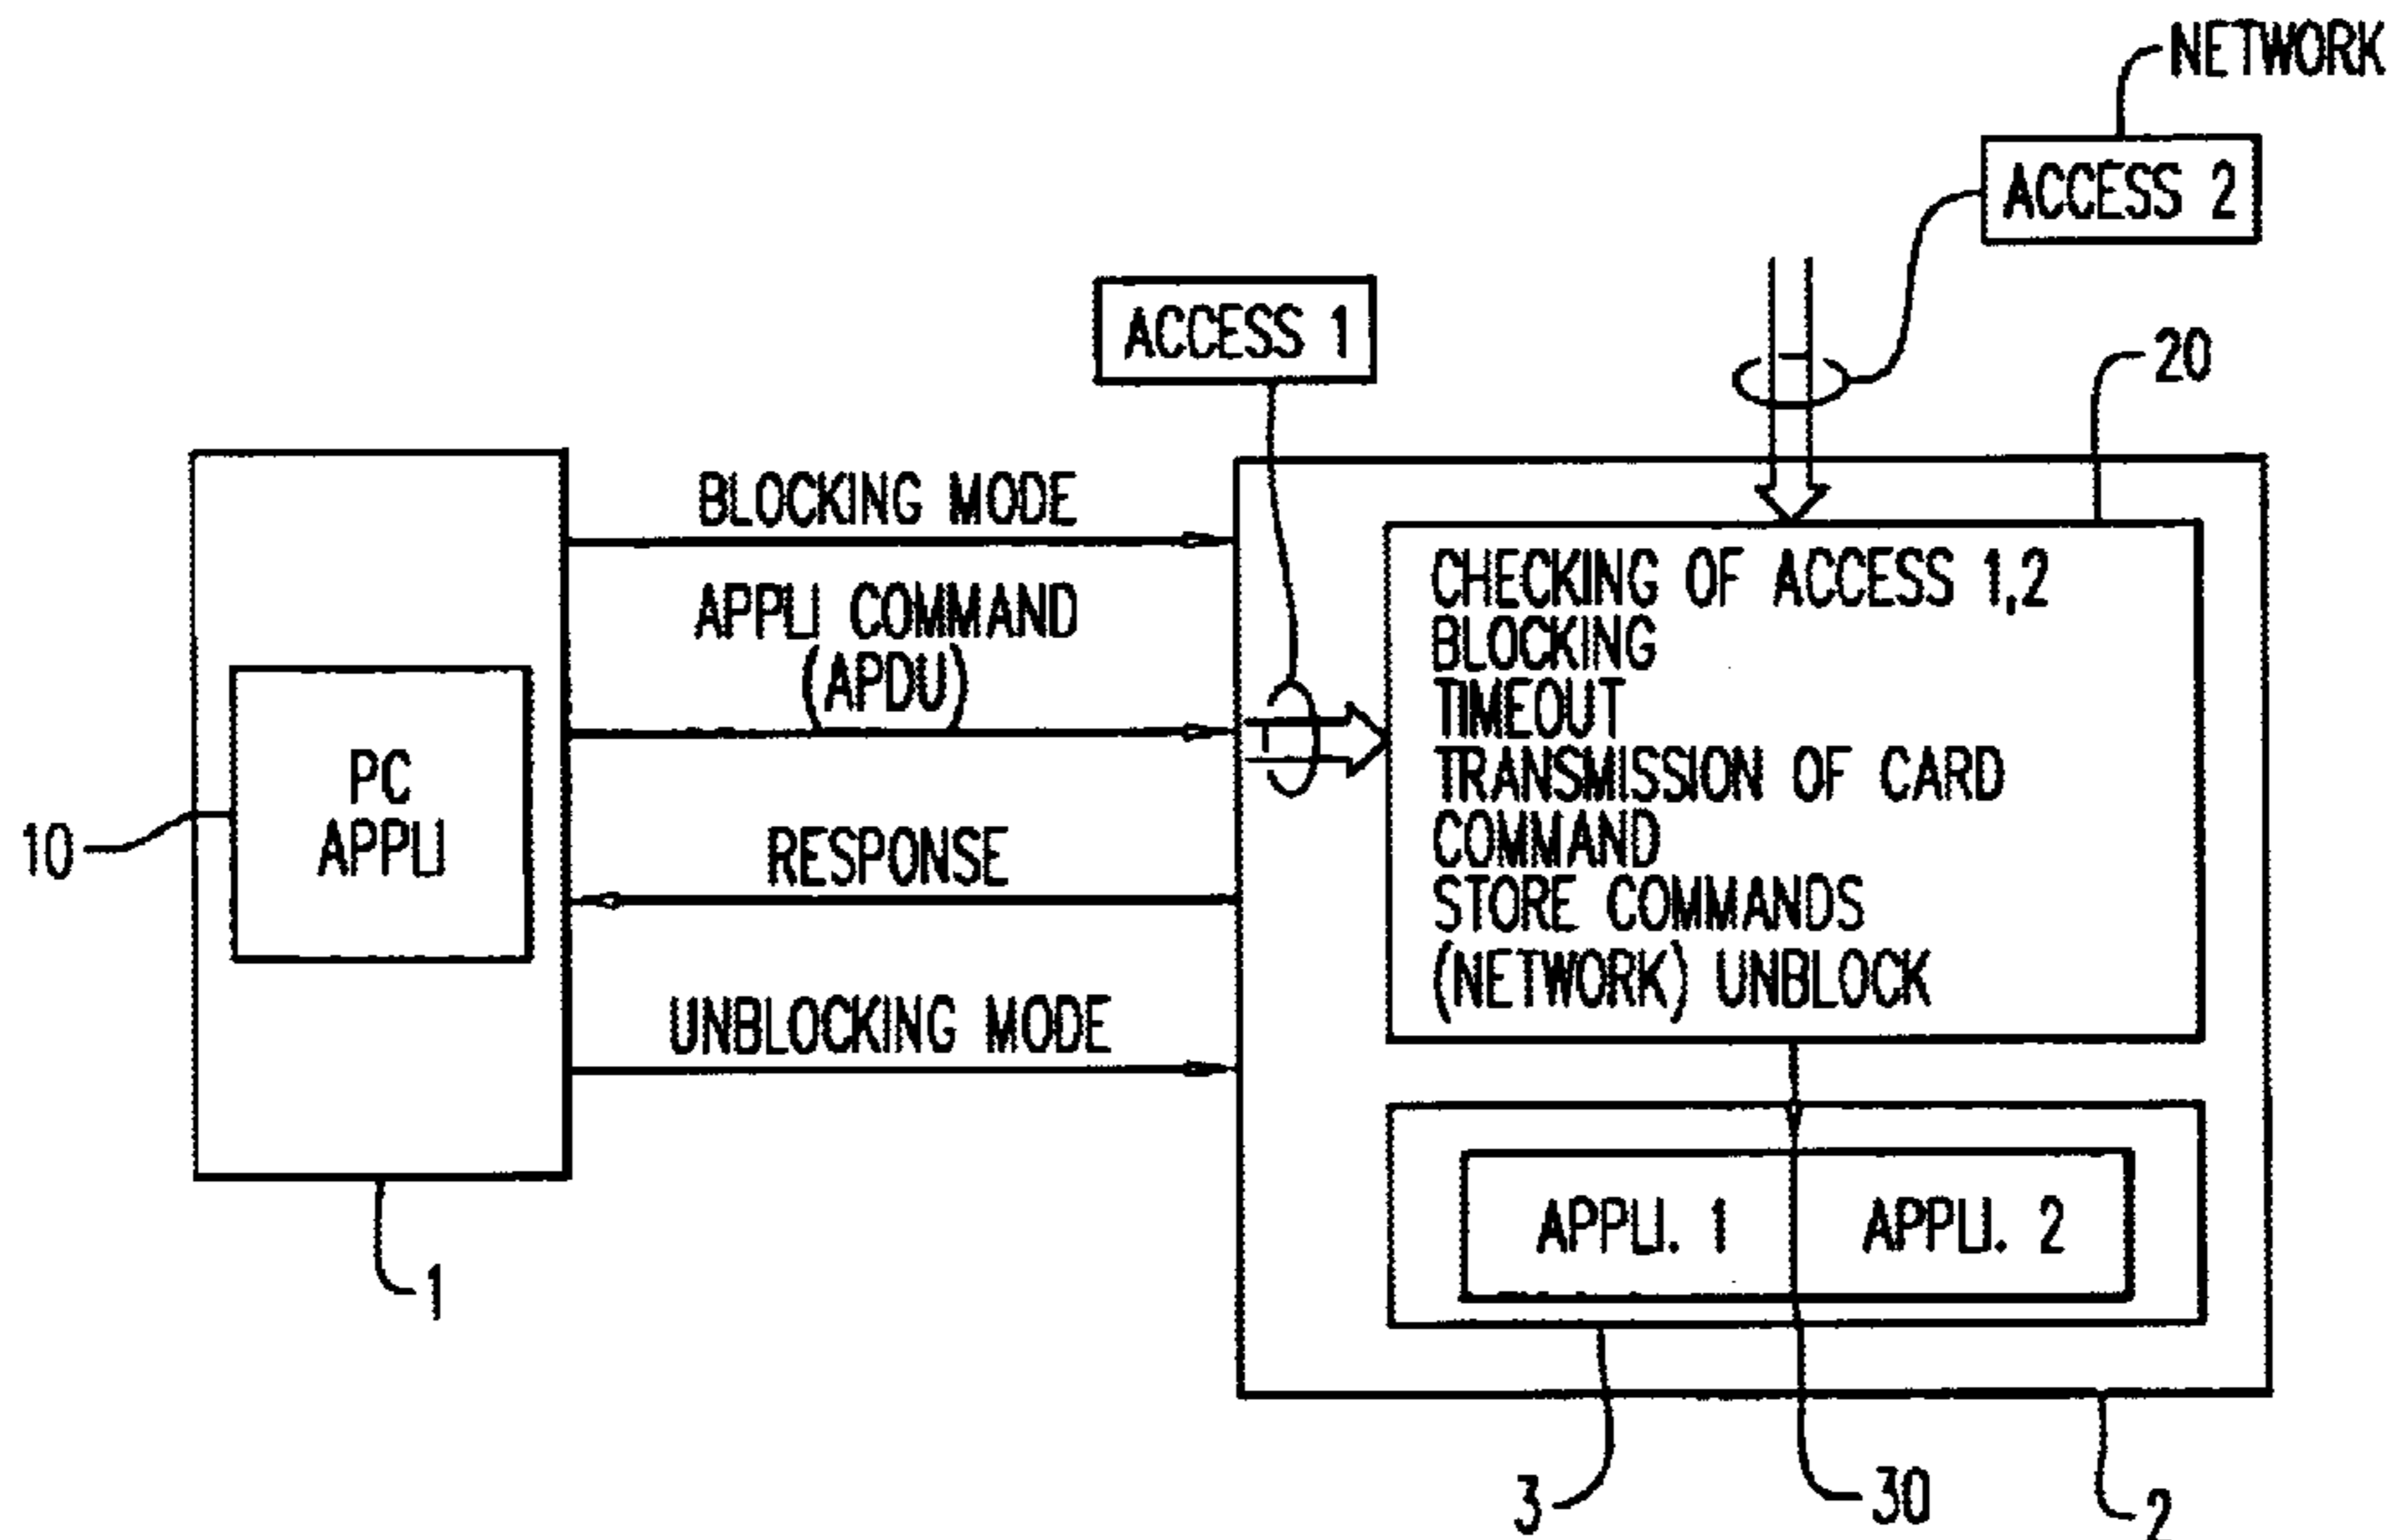 NETWORK
ACCESS 2
ACCESS 1
20
BLOCKING MODE
APPLI COMMAND
(APDU)
RESPONSE
UNBLOCKING MODE
PC
APPLI
10
1
CHECKING OF ACCESS 1,2
BLOCKING
TIMEOUT
TRANSMISSION OF CARD
COMMAND
STORE COMMANDS
(NETWORK) UNBLOCK
APPLI. 1
APPLI. 2
3
30
2